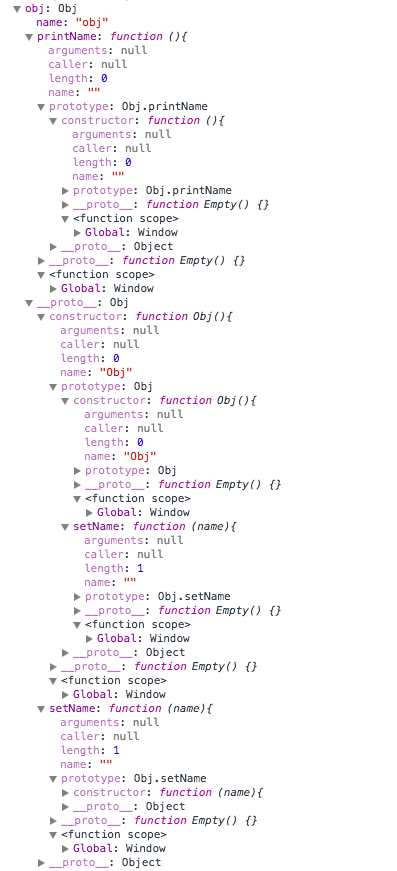 obj: Obj
name: "obj"
printName: function (){
arguments: null
caller: null
length: 0
name: ""
prototype: Obj.printName
constructor: function (){
arguments: null
caller: null
length: 0
name: ""
prototype: Obj.printName
__proto__: function Empty() {}
<function scope>
Global: Window
__proto__: Object
__proto__: function Empty() {}
<function scope>
Global: Window
__proto__: Obj
constructor: function Obj(){
arguments: null
caller: null
length: 0
name: "Obj"
prototype: Obj
constructor: function Obj(){
arguments: null
caller: null
length: 0
name: "Obj"
prototype: Obj
__proto__: function Empty() {}
<function scope>
Global: Window
setName: function (name){
arguments: null
caller: null
length: 1
name: ""
prototype: Obj.setName
__proto__: function Empty() {}
<function scope>
Global: Window
__proto__: Object
__proto__: function Empty() {}
<function scope>
Global: Window
setName: function (name){
arguments: null
caller: null
length: 1
name: ""
prototype: Obj.setName
constructor: function (name){
__proto__: Object
__proto__: function Empty() {}
<function scope>
Global: Window
__proto__: Object